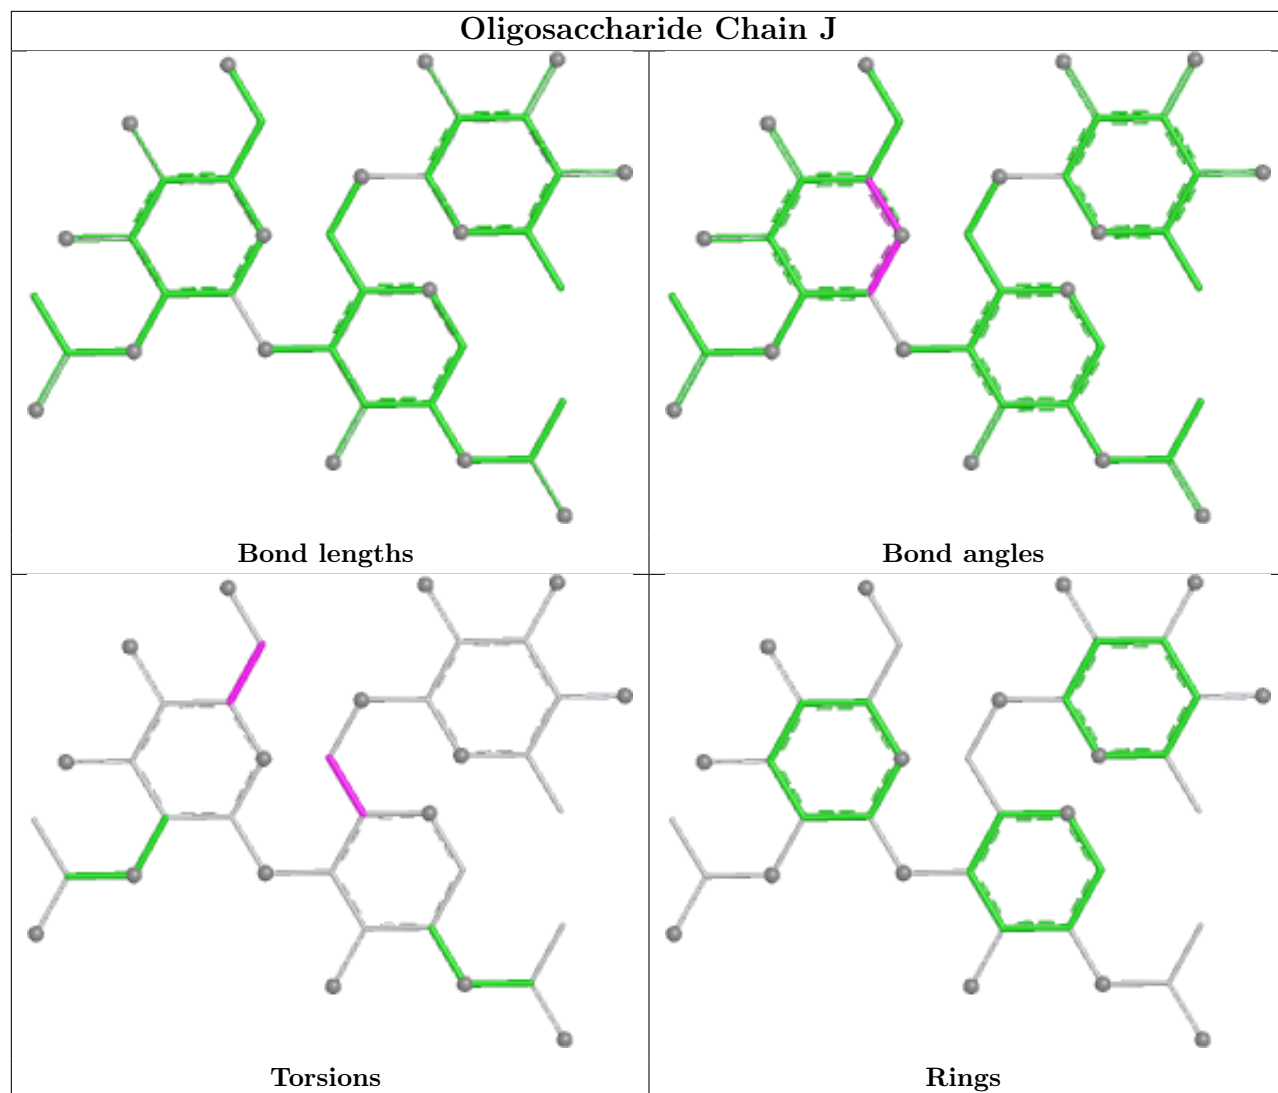 Oligosaccharide Chain J
Bond lengths
Bond angles
Torsions
Rings